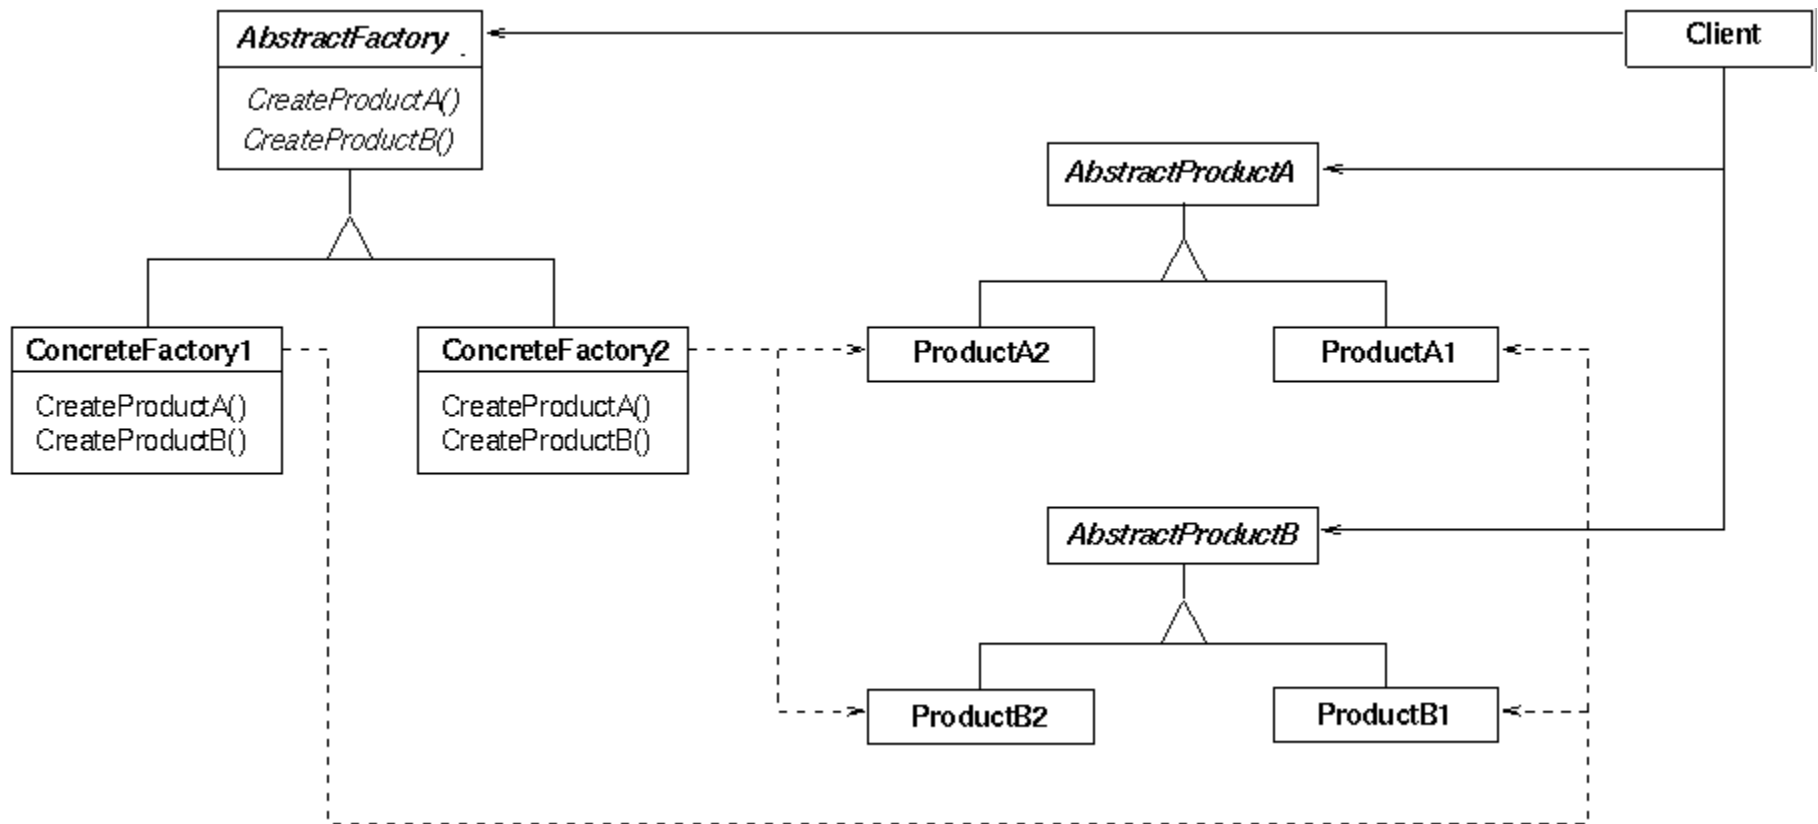 AbstractFactory
CreateProductA()
CreateProductB()
Client
AbstractProductA
ConcreteFactory1
CreateProductA()
CreateProductB()
ConcreteFactory2
CreateProductA()
CreateProductB()
ProductA2
ProductA1
AbstractProductB
ProductB2
ProductB1